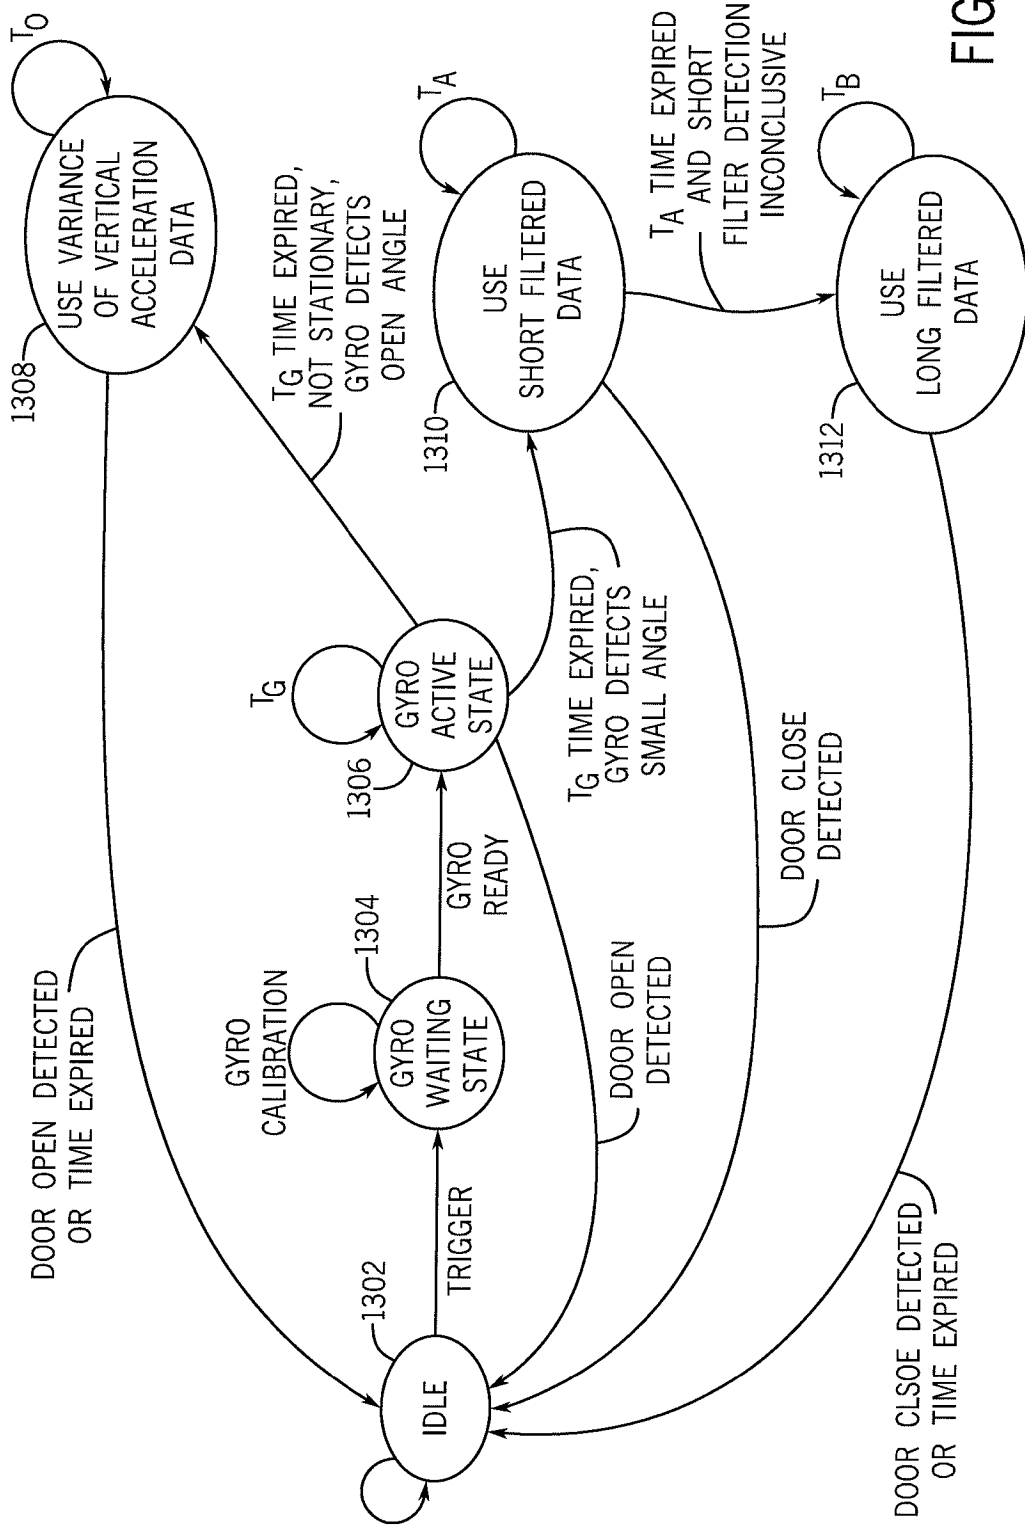 DOOR OPEN DETECTED
OR TIME EXPIRED
1308
USE VARIANCE
OF VERTICAL
ACCELERATION
DATA
TO
GYRO
CALIBRATION
TG
TG TIME EXPIRED,
NOT STATIONARY,
GYRO DETECTS
OPEN ANGLE
1302
IDLE
TRIGGER
1304
GYRO
WAITING
STATE
GYRO
READY
1306
GYRO
ACTIVE
STATE
1310
USE
SHORT FILTERED
DATA
TA
TG TIME EXPIRED,
GYRO DETECTS
SMALL ANGLE
DOOR OPEN
DETECTED
TA TIME EXPIRED
AND SHORT
FILTER DETECTION
INCONCLUSIVE
DOOR CLOSE
DETECTED
1312
USE
LONG FILTERED
DATA
TB
DOOR CLSOE DETECTED
OR TIME EXPIRED
FIG